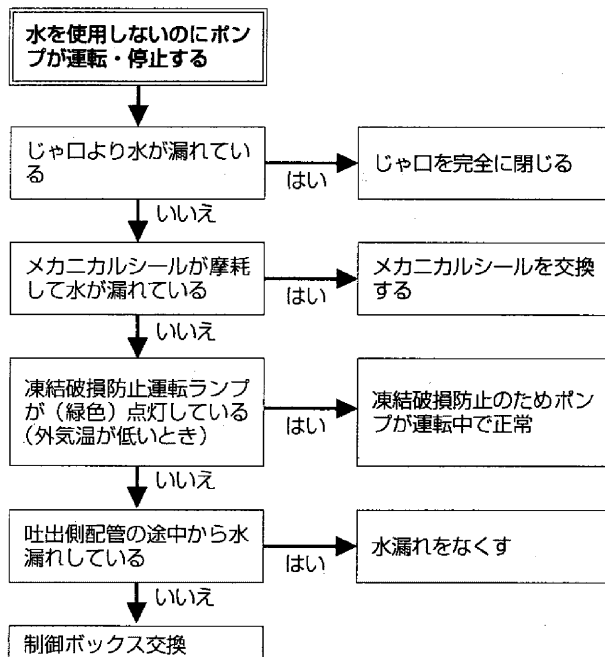 水を使用しないのにポン
プが運転・停止する
じゃ口より水が漏れてい
る
はい
じゃ口を完全に閉じる
いいえ
メカニカルシールが摩耗
して水が漏れている
はい
メカニカルシールを交換
する
いいえ
凍結破損防止運転ランプ
が（緑色）点灯している
（外気温が低いとき）
はい
凍結破損防止のためポン
プが運転中で正常
いいえ
吐出側配管の途中から水
漏れしている
はい
水漏れをなくす
いいえ
制御ボックス交換